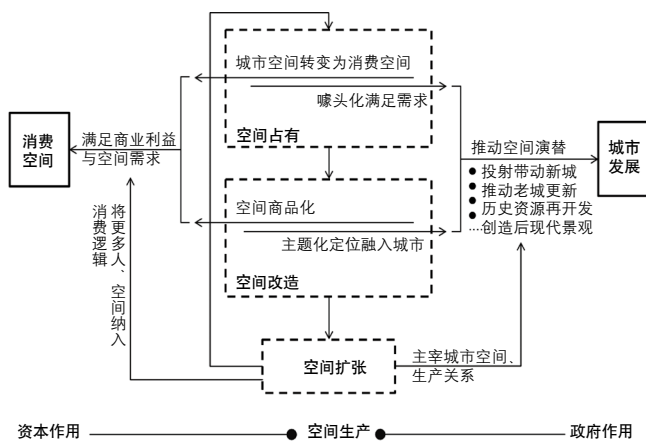 城市空间转变为消费空间
噱头化满足需求
空间占有
消费
空间
满足商业利益
与空间需求
推动空间演替
●投射带动新城
●推动老城更新
●历史资源再开发
....创造后现代景观
城市
发展
空间商品化
主题化定位融入城市
空间改造
将更多人、空间纳入
消费逻辑
空间扩张
主宰城市空间、
生产关系
资本作用
空间生产
政府作用